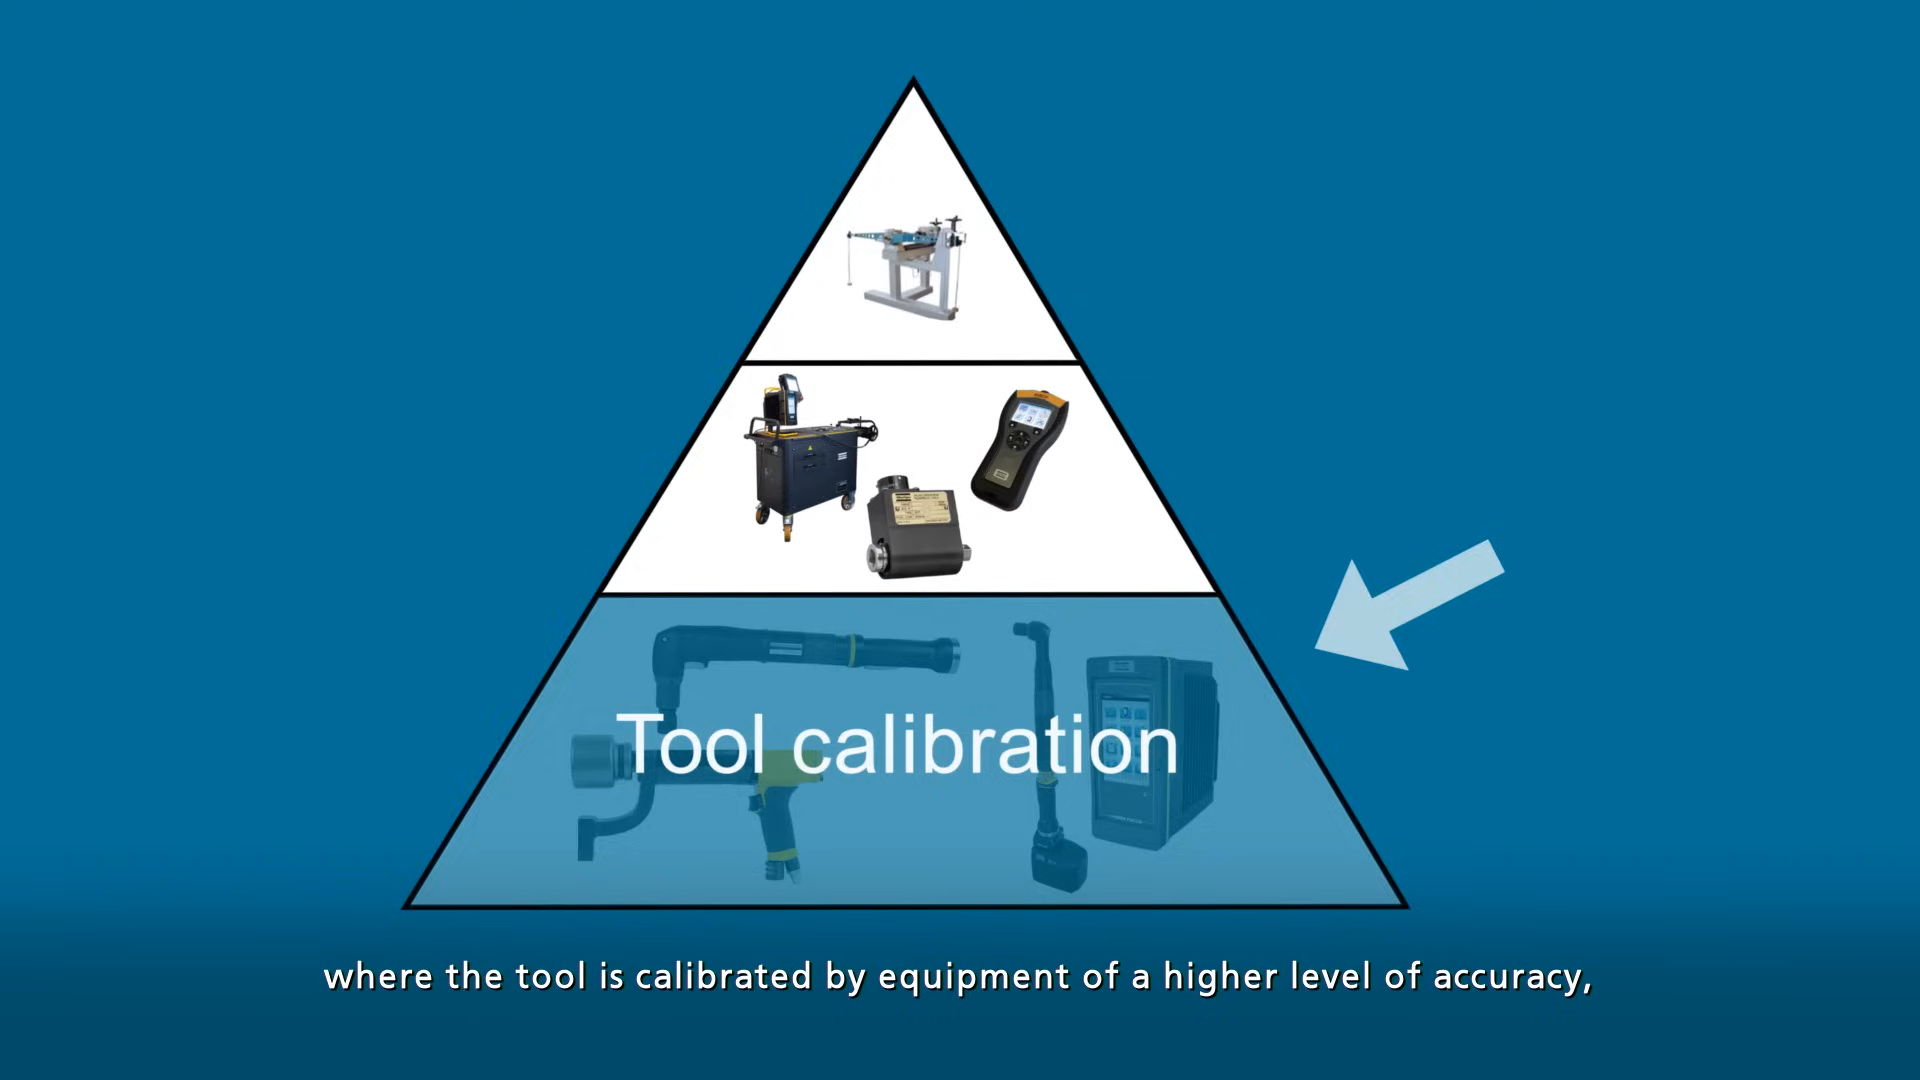 Tool calibration
where the tool is calibrated by equipment of a higher level of accuracy,